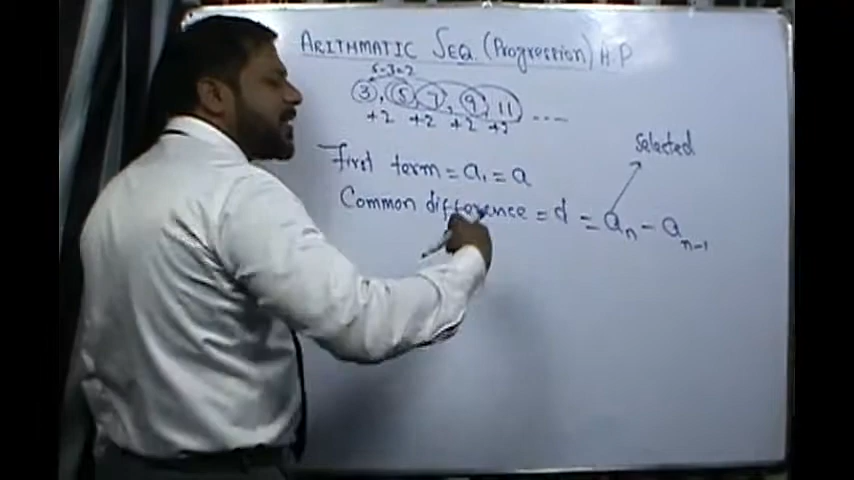 ARITHMATIC SEQ. (Progression) H.P
5-3=2
3, 5, 7, 9, 11 ....
+2 +2 +2 +2
First term = a₁ = a
Selected
Common difference = d = aₙ - aₙ₋₁